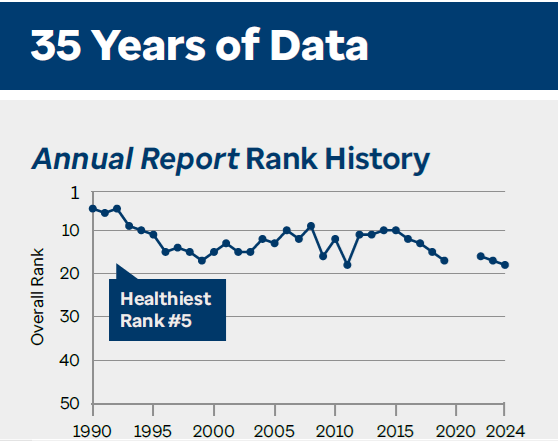 35 Years of Data
Annual Report Rank History
1
10
20
30
40
50
Overall Rank
Healthiest
Rank #5
1990 1995 2000 2005 2010 2015 2020 2024